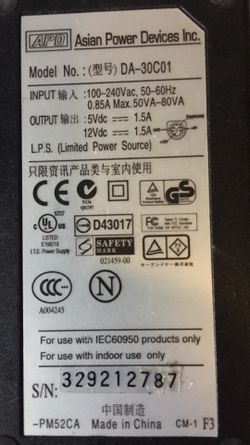 APD Asian Power Devices Inc.
Model No.: (型号) DA-30C01
INPUT 输入 :100-240Vac, 50-60Hz
0.85A Max. 50VA-80VA
OUTPUT 输出: 5Vdc ⎓ 1.5A
12Vdc ⎓ 1.5A
L.P.S. (Limited Power Source)
只限资讯产品类与室内使用
GS
UL LISTED
I.T.E. Power Supply
D43017
SAFETY MARK
021459-00
FC
CCC
A004245
N
For use with IEC60950 products only
For use with indoor use only
S/N: 329212787
中国制造
-PM52CA Made in China CM-1 F3